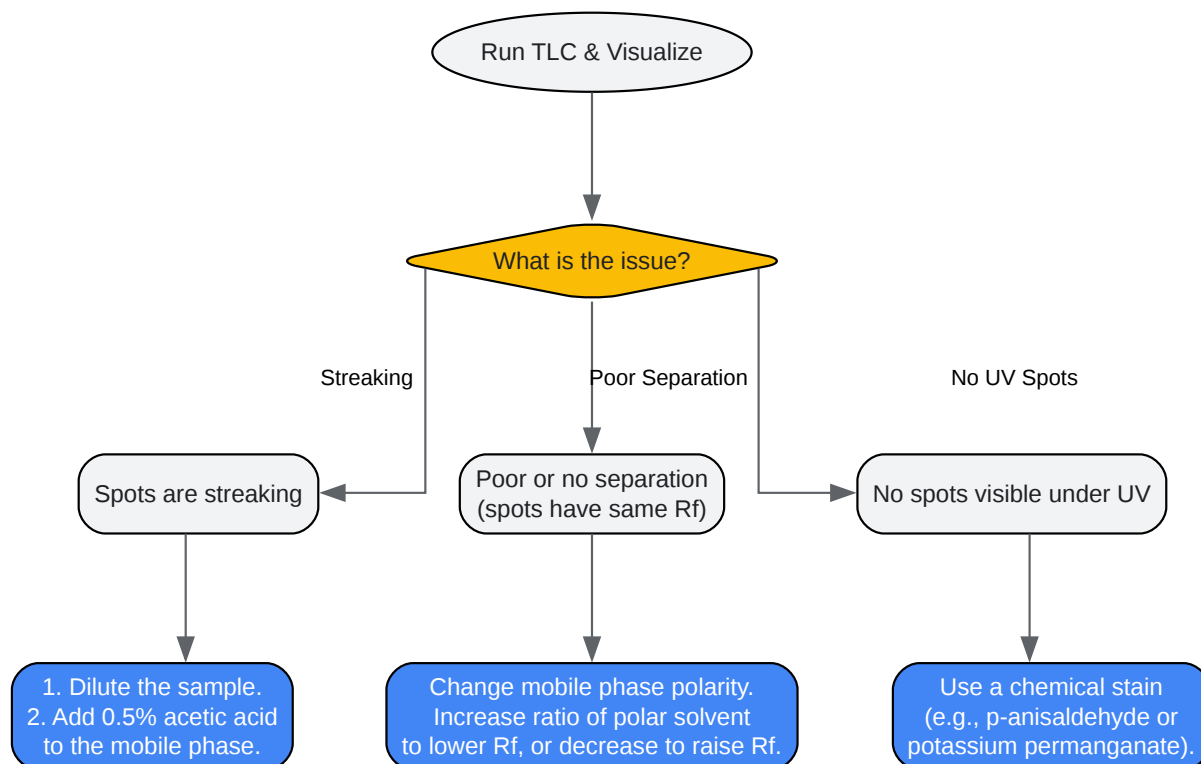 Run TLC & Visualize
What is the issue?
Streaking
Poor Separation
No UV Spots
Spots are streaking
Poor or no separation
(spots have same Rf)
No spots visible under UV
1. Dilute the sample.
2. Add 0.5% acetic acid
to the mobile phase.
Change mobile phase polarity.
Increase ratio of polar solvent
to lower Rf, or decrease to raise Rf.
Use a chemical stain
(e.g., p-anisaldehyde or
potassium permanganate).